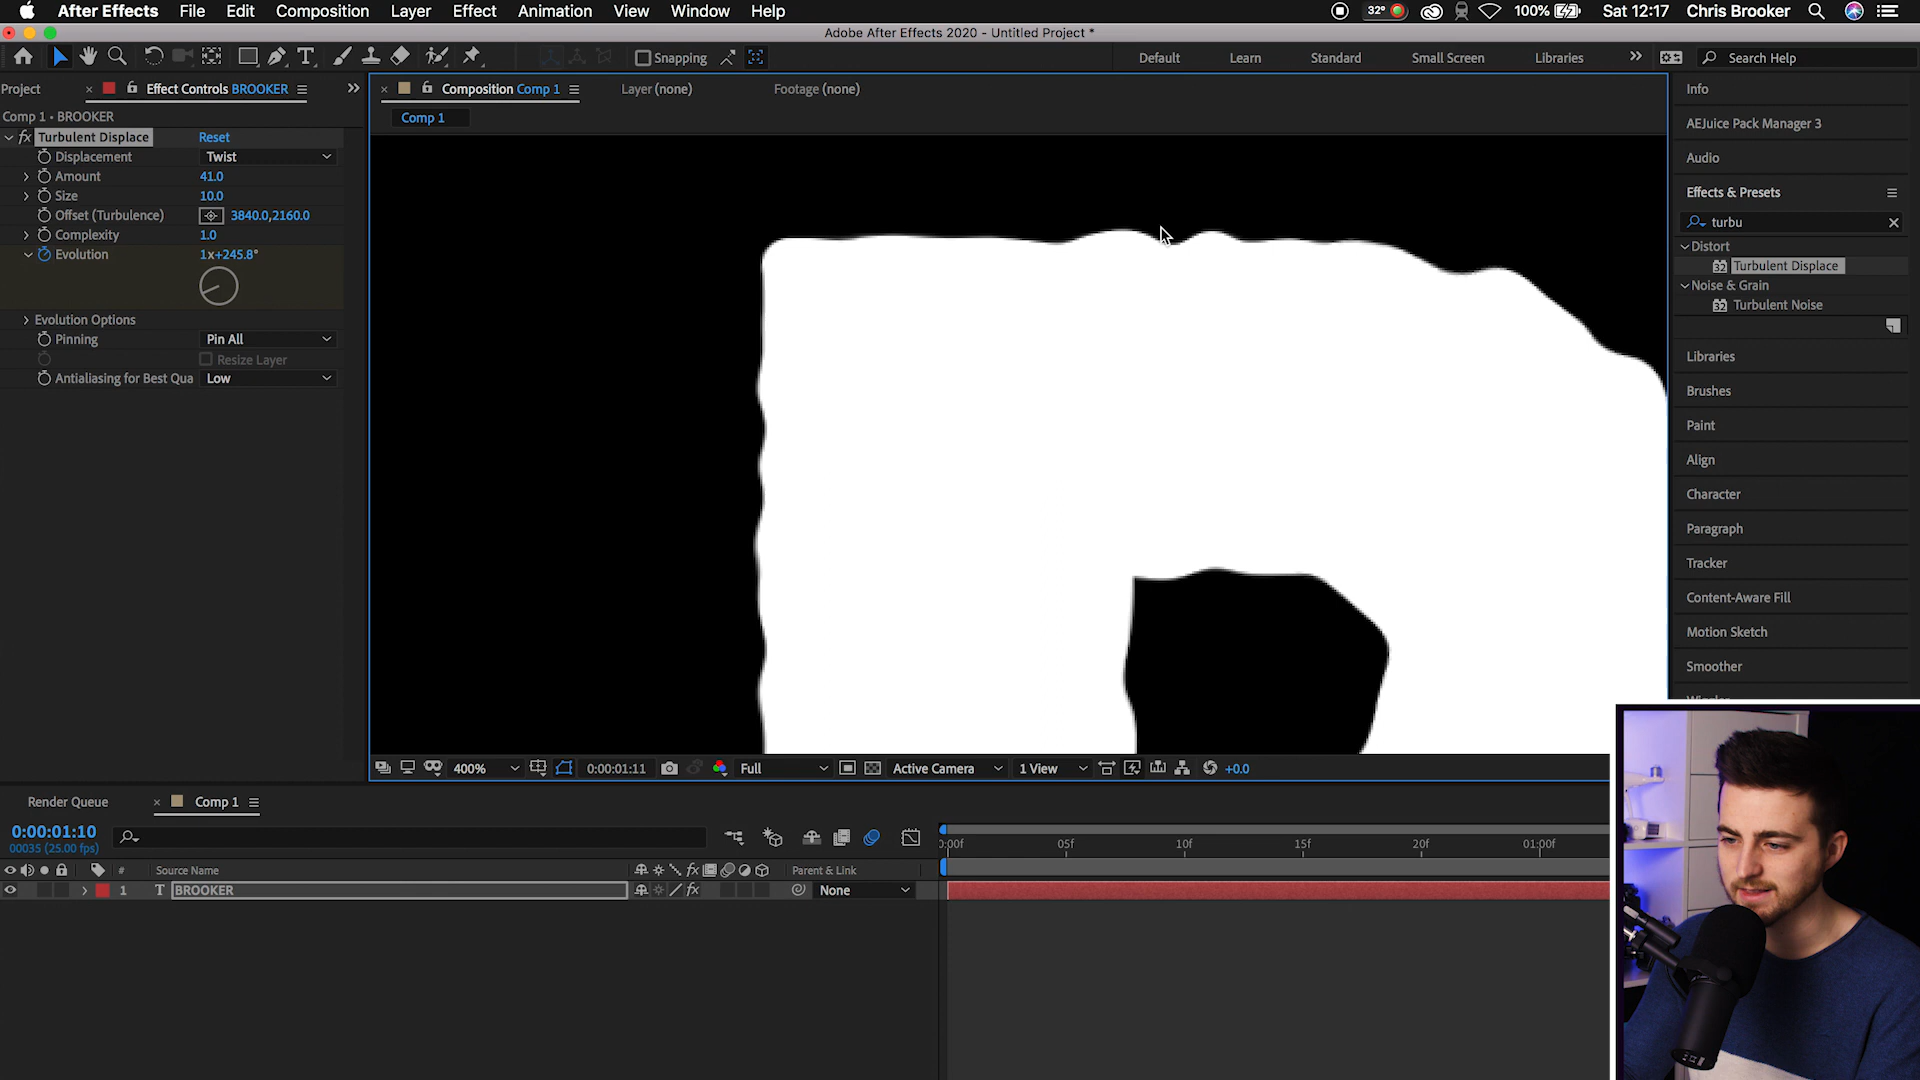 After Effects File Edit Composition Layer Effect Animation View Window Help 32° 100% Sat 12:17 Chris Brooker
Adobe After Effects 2020 - Untitled Project *
Snapping Default Learn Standard Small Screen Libraries Search Help
Project Effect Controls BROOKER
Composition Comp 1 Layer (none) Footage (none)
Comp 1 • BROOKER
Comp 1
fx Turbulent Displace Reset
Displacement Twist
Amount 41.0
Size 10.0
Offset (Turbulence) 3840.0,2160.0
Complexity 1.0
Evolution 1x+245.8°
Evolution Options
Pinning Pin All
Resize Layer
Antialiasing for Best Qua Low
Info
AEJuice Pack Manager 3
Audio
Effects & Presets
turbu
Distort
32 Turbulent Displace
Noise & Grain
32 Turbulent Noise
Libraries
Brushes
Paint
Align
Character
Paragraph
Tracker
Content-Aware Fill
Motion Sketch
Smoother
400% 0:00:01:11 Full Active Camera 1 View +0.0
Render Queue Comp 1
0:00:01:10
00035 (25.00 fps)
:00f 05f 10f 15f 20f 01:00f
# Source Name fx Parent & Link
1 T BROOKER fx None